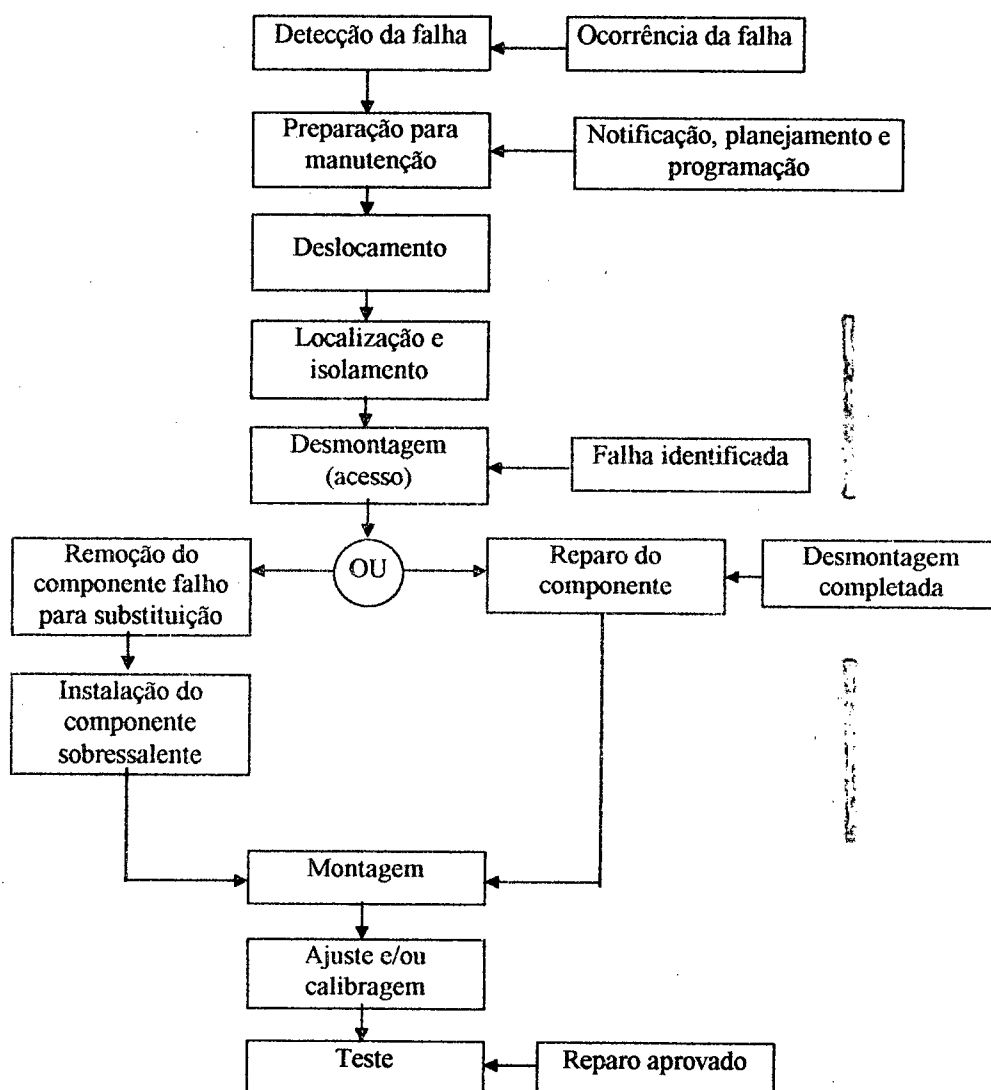 Detecção da falha
Ocorrência da falha
Preparação para
manutenção
Notificação, planejamento e
programação
Deslocamento
Localização e
isolamento
Desmontagem
(acesso)
Falha identificada
Remoção do
componente falho
para substituição
OU
Reparo do
componente
Desmontagem
completada
Instalação do
componente
sobressalente
Montagem
Ajuste e/ou
calibragem
Teste
Reparo aprovado